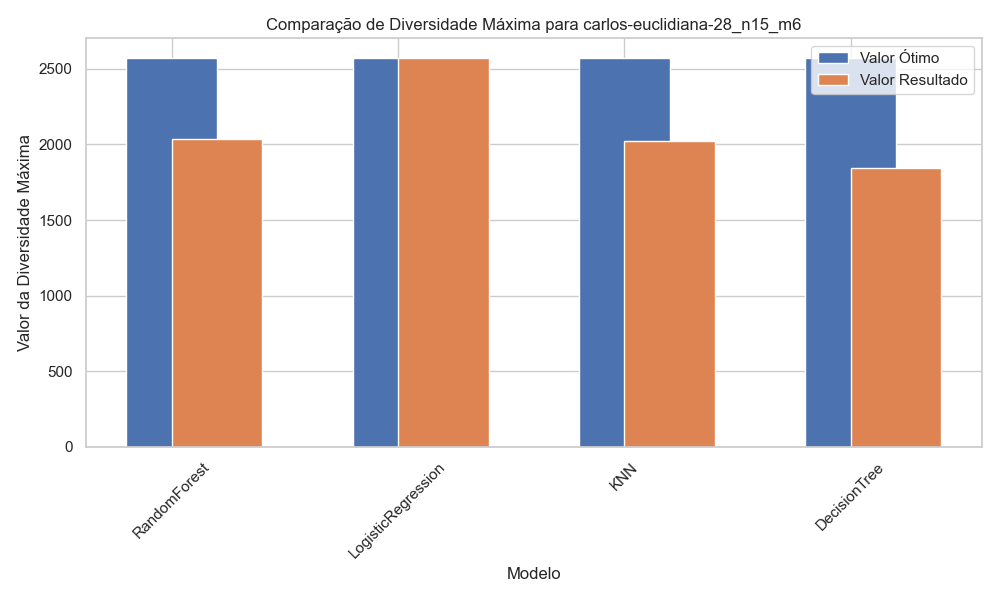 Comparação de Diversidade Máxima para carlos-euclidiana-28_n15_m6
Valor Ótimo
Valor Resultado
Valor da Diversidade Máxima
2500
2000
1500
1000
500
0
RandomForest
LogisticRegression
KNN
DecisionTree
Modelo